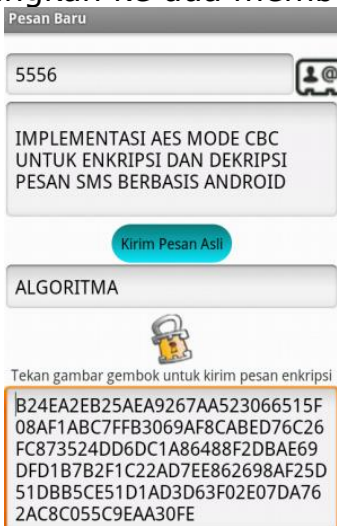 Pesan Baru
5556
IMPLEMENTASI AES MODE CBC
UNTUK ENKRIPSI DAN DEKRIPSI
PESAN SMS BERBASIS ANDROID
Kirim Pesan Asli
ALGORITMA
Tekan gambar gembok untuk kirim pesan enkripsi
B24EA2EB25AEA9267AA523066515F
08AF1ABC7FFB3069AF8CABED76C26
FC873524DD6DC1A86488F2DBAE69
DFD1B7B2F1C22AD7EE862698AF25D
51DBB5CE51D1AD3D63F02E07DA76
2AC8C055C9EAA30FE